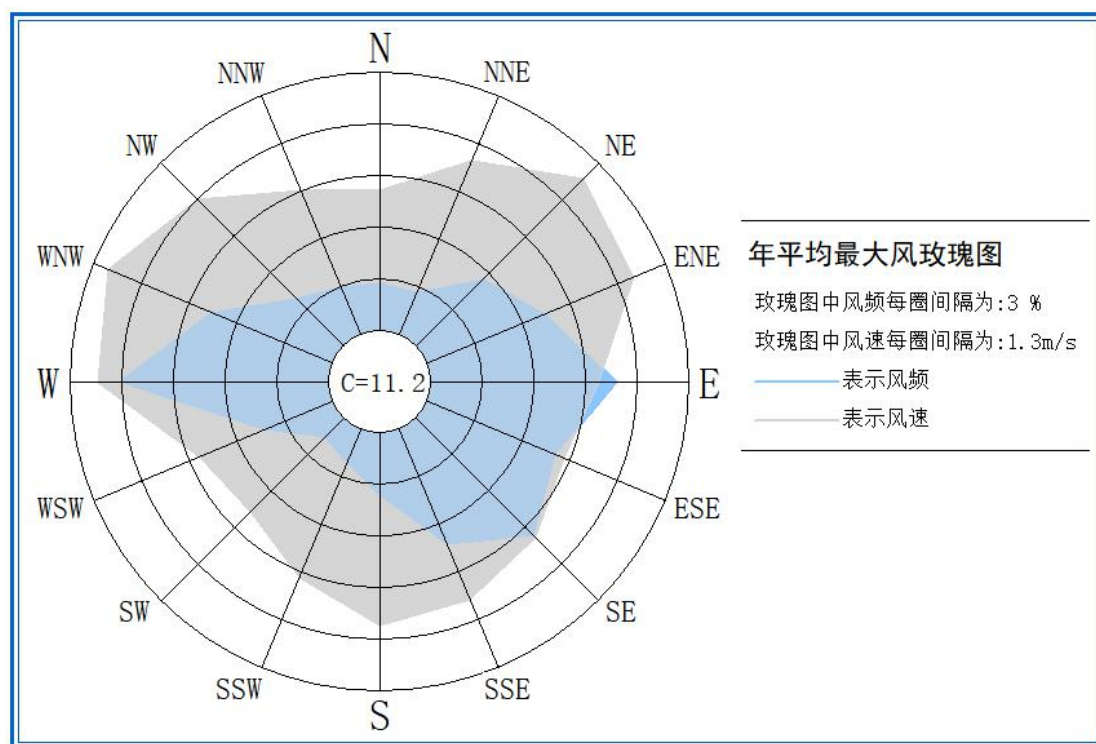 N
NNW
NNE
NW
NE
WNW
ENE
年平均最大风玫瑰图
玫瑰图中风频每圈间隔为:3 %
玫瑰图中风速每圈间隔为:1.3m/s
W
C=11.2
E
表示风频
表示风速
WSW
ESE
SW
SE
SSW
SSE
S